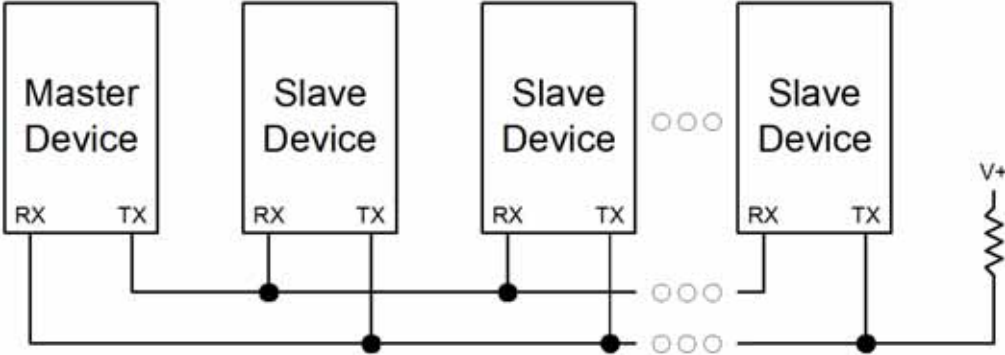 Master
Device
RX TX
Slave
Device
RX TX
Slave
Device
RX TX
Slave
Device
RX TX
V+